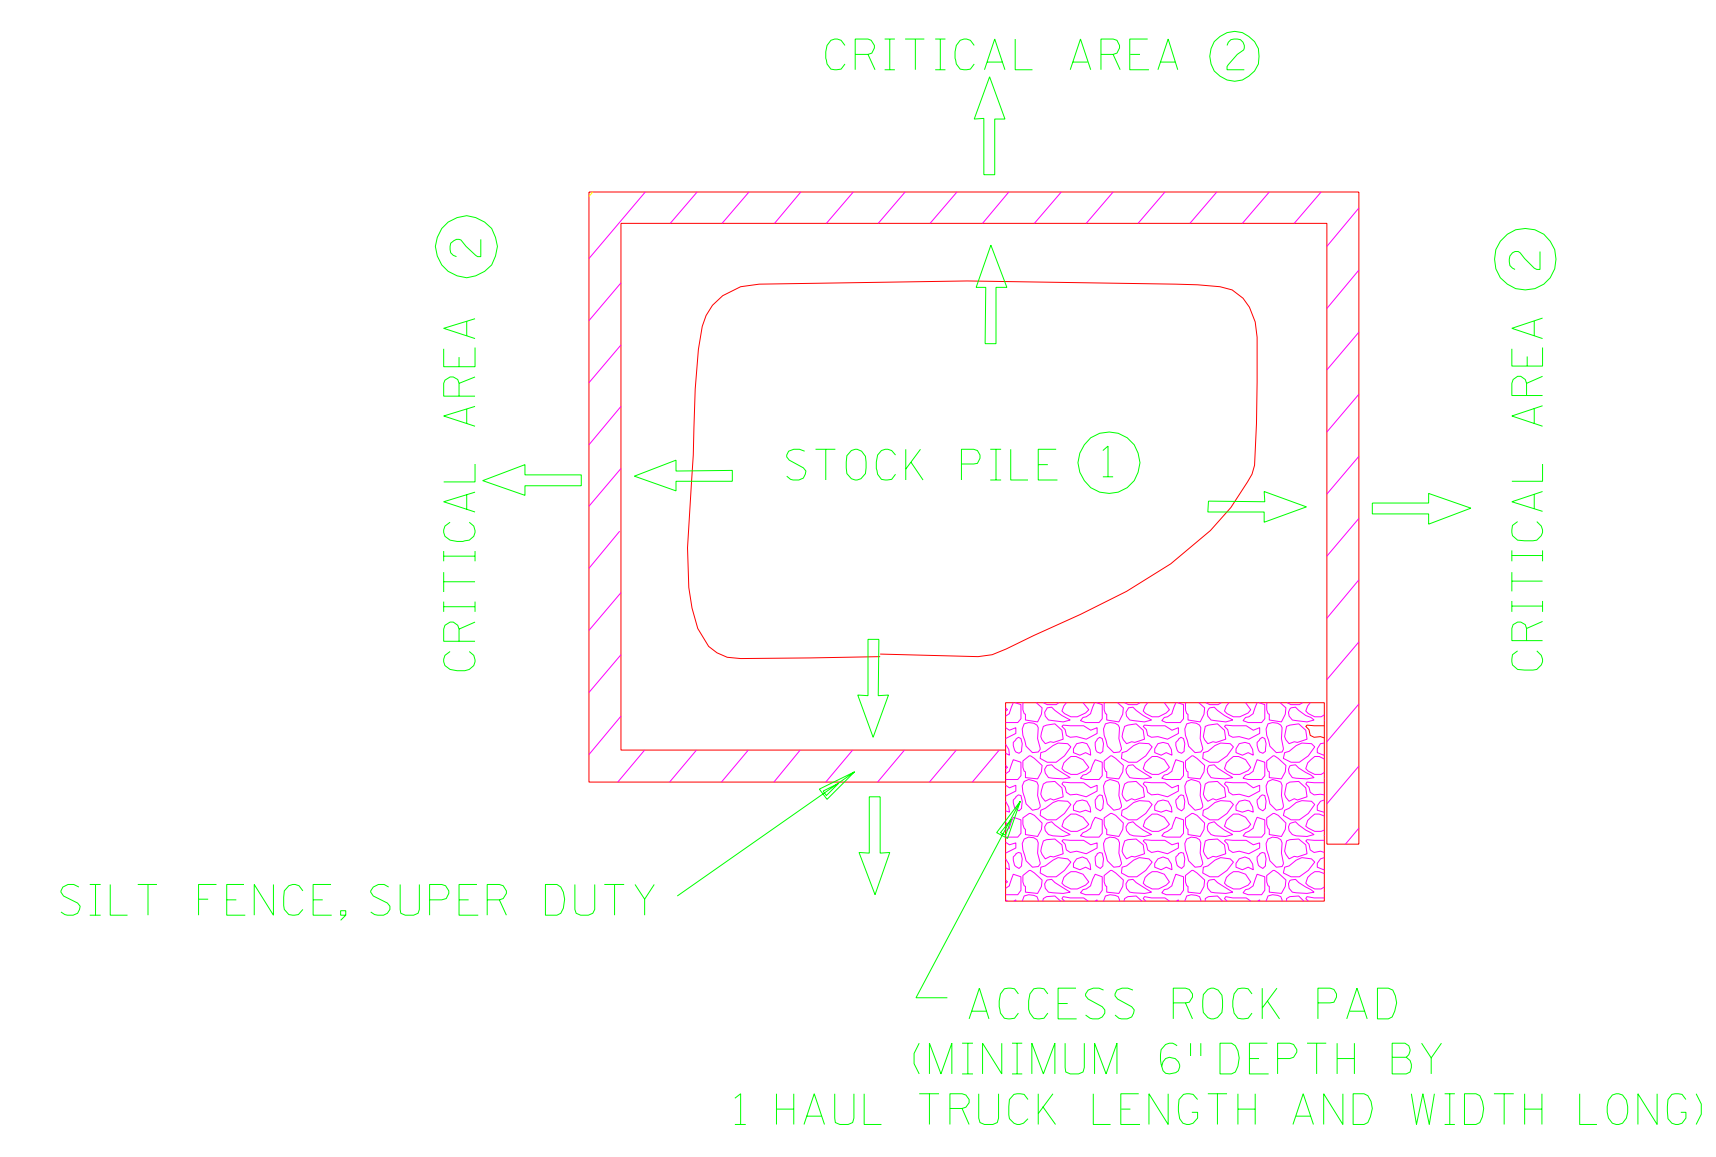 CRITICAL AREA 2
CRITICAL AREA 2
CRITICAL AREA 2
STOCK PILE 1
SILT FENCE, SUPER DUTY
ACCESS ROCK PAD
(MINIMUM 6" DEPTH BY
1 HAUL TRUCK LENGTH AND WIDTH LONG)